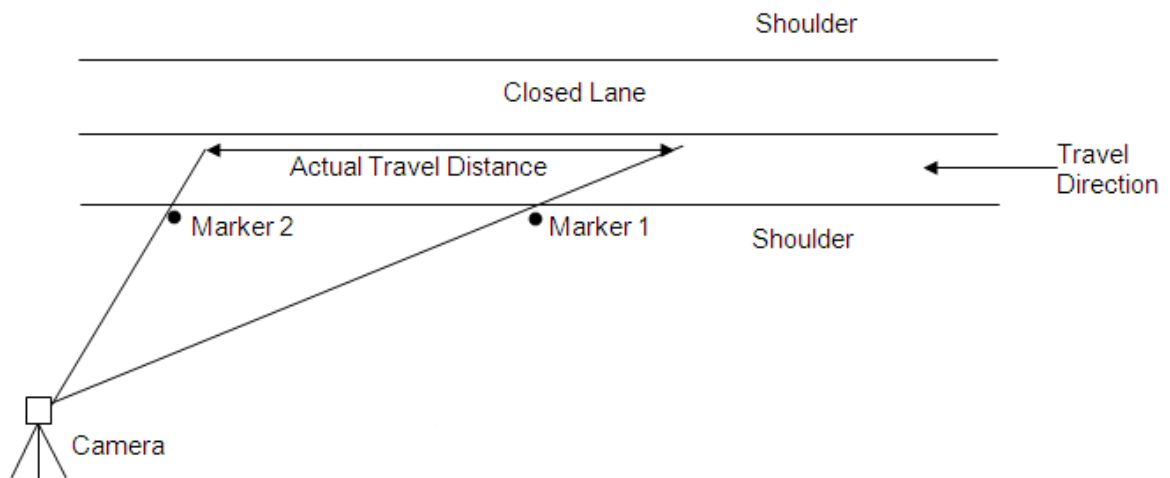 Shoulder
Closed Lane
Actual Travel Distance
Travel
Direction
Marker 2
Marker 1
Shoulder
Camera